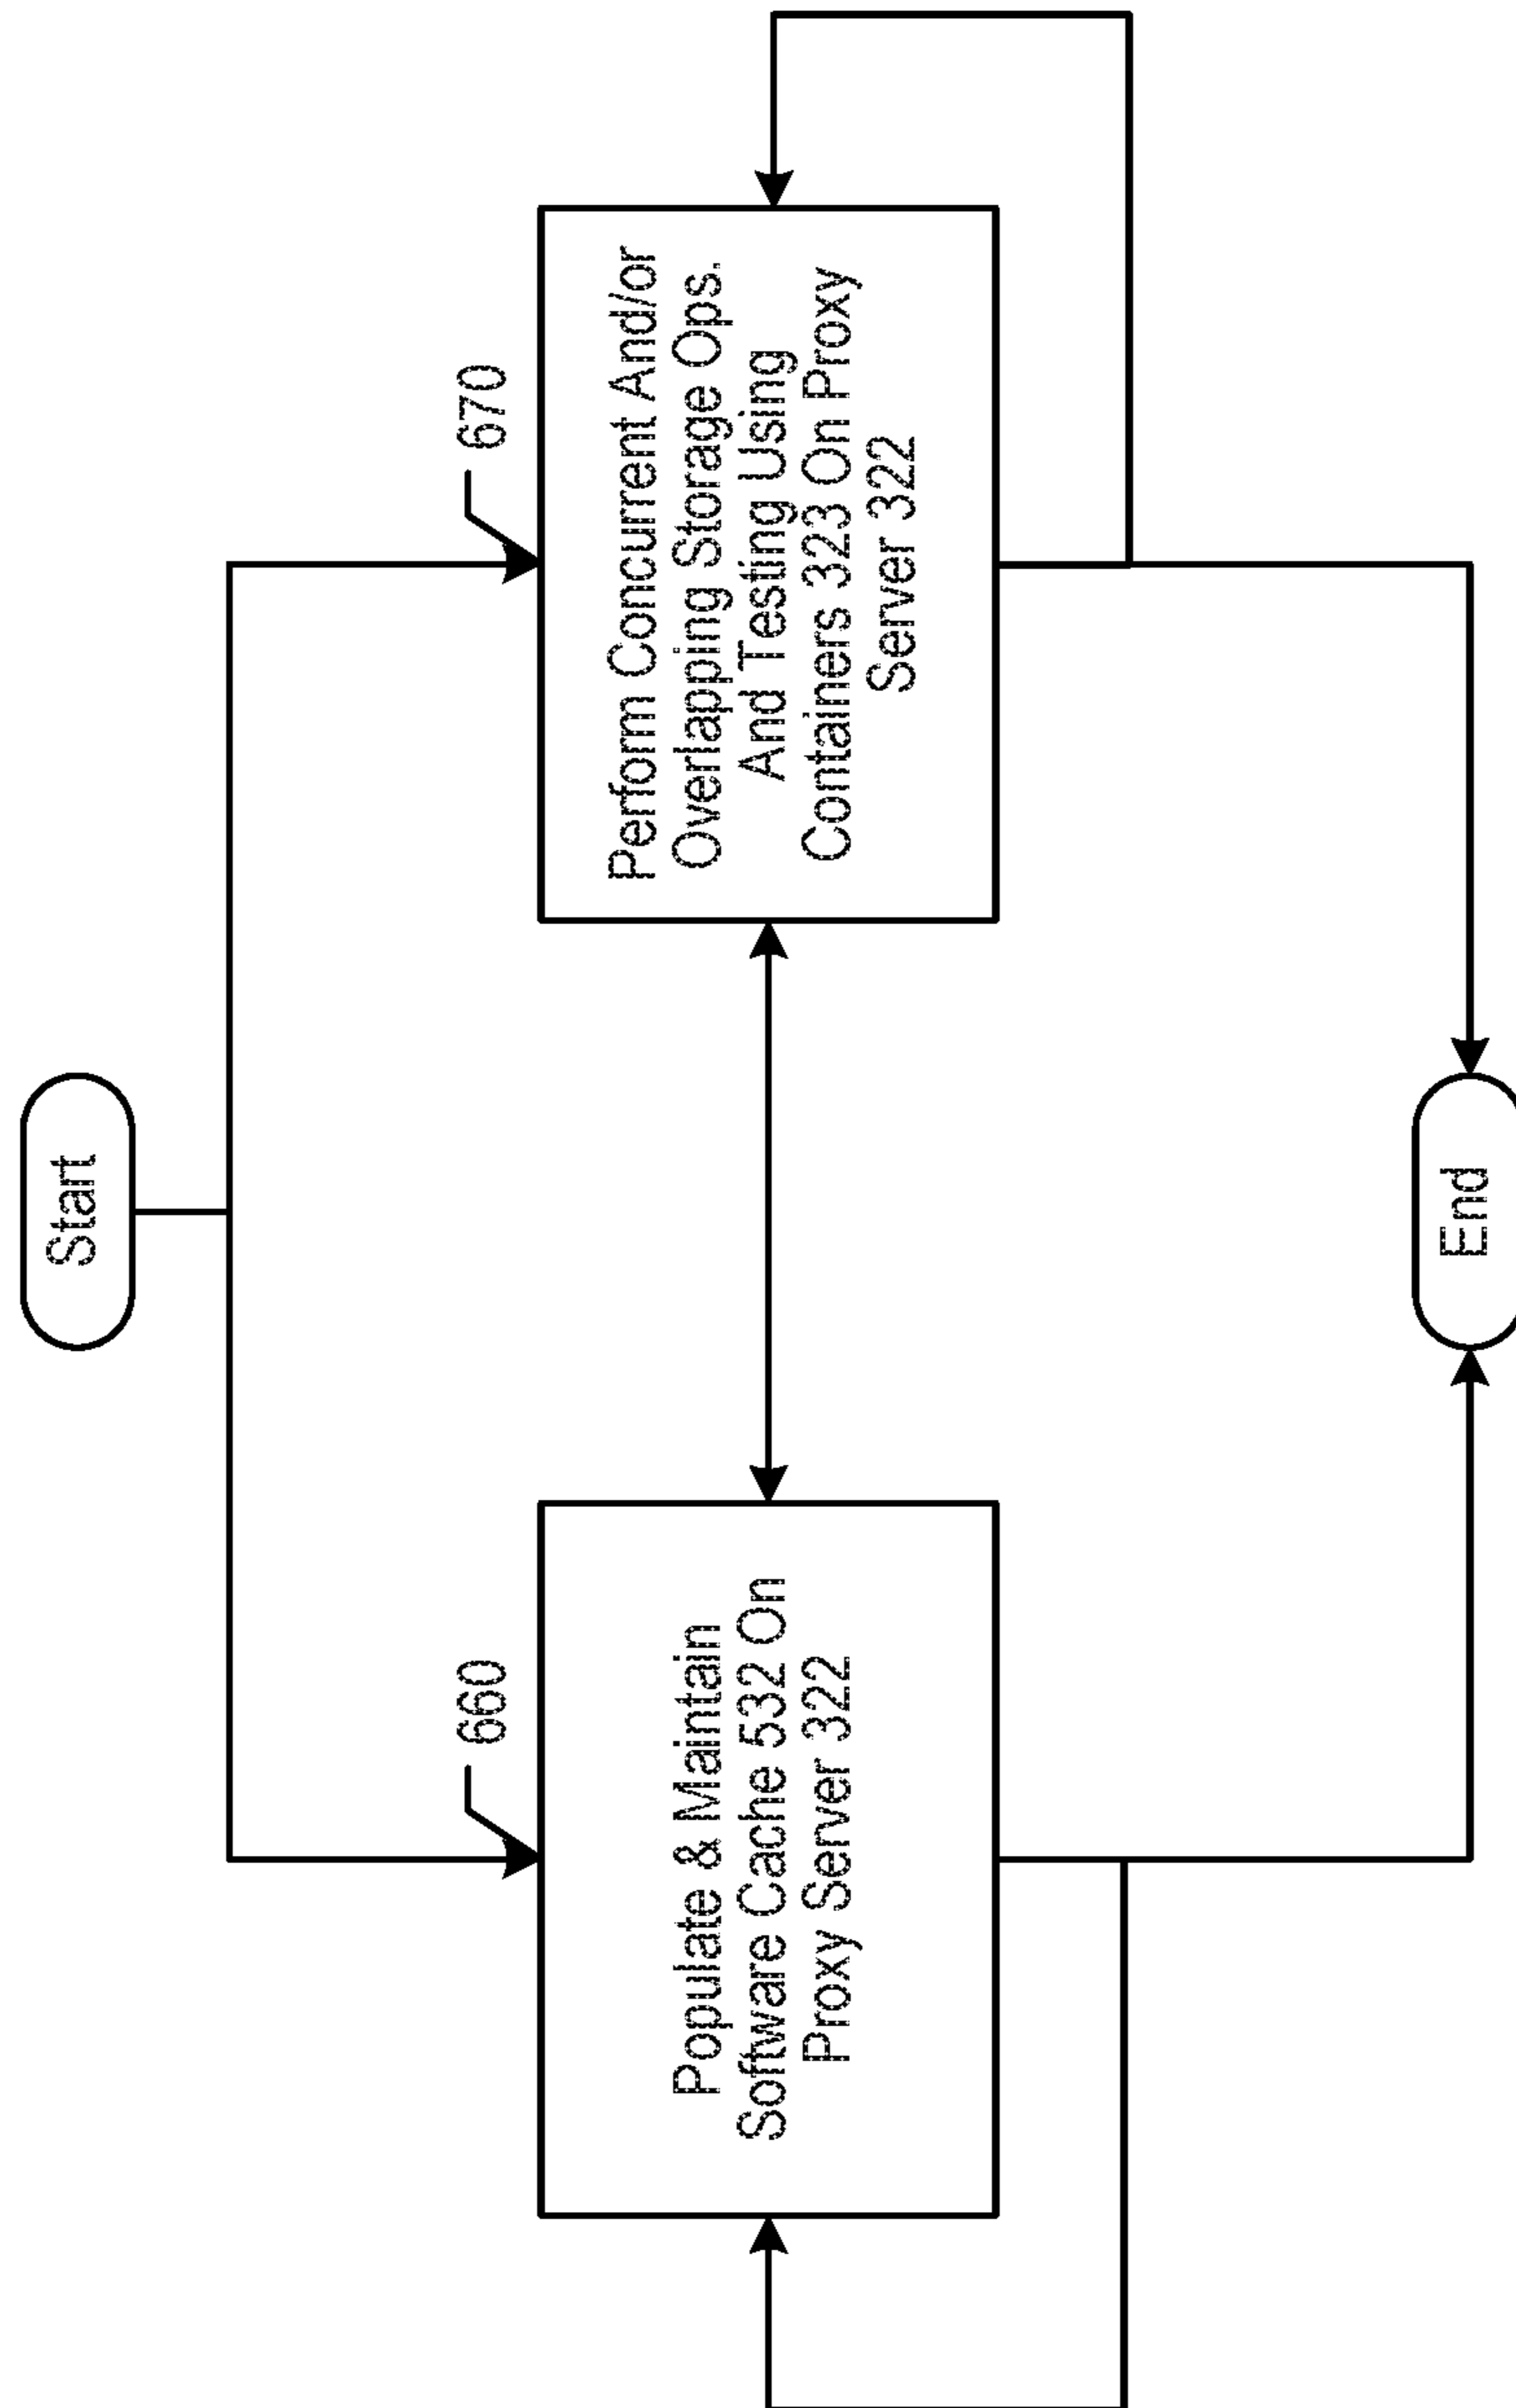 Start
660
Populate & Maintain
Software Cache 532 On
Proxy Server 322
670
Perform Concurrent And/or
Overlapping Storage Ops.
And Testing Using
Containers 323 On Proxy
Server 322
End